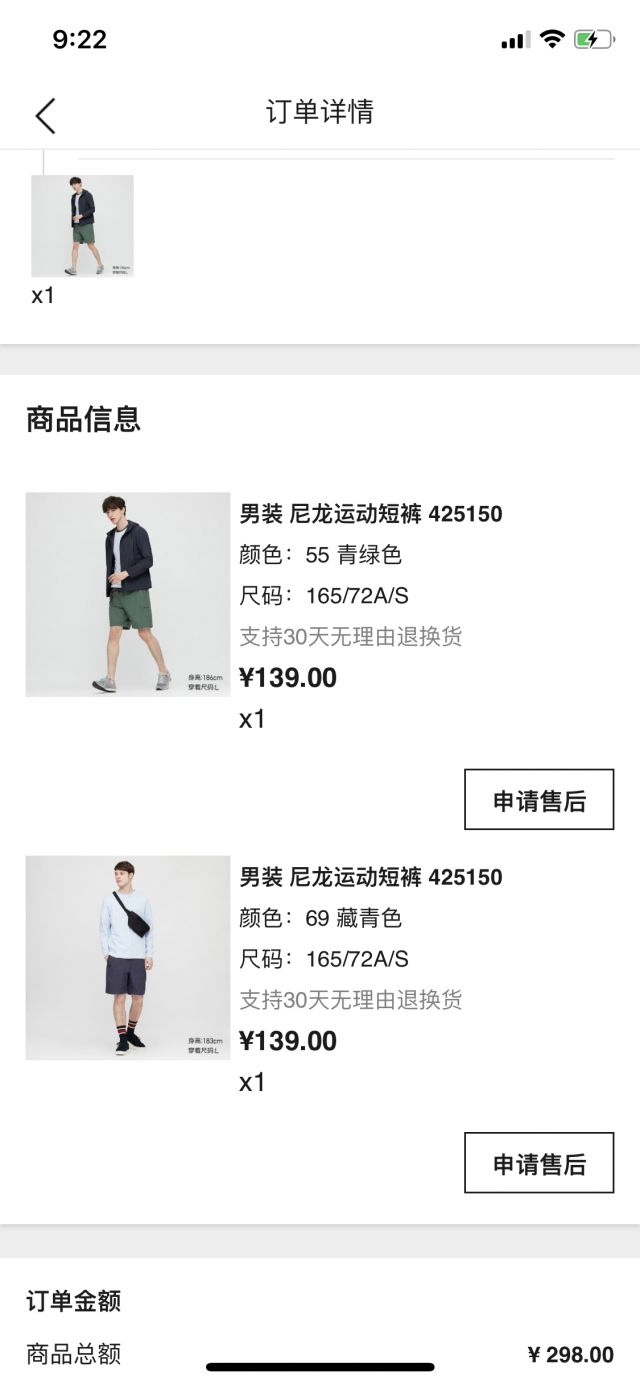 9:22
订单详情
x1
商品信息
男装 尼龙运动短裤 425150
颜色：55 青绿色
尺码：165/72A/S
支持30天无理由退换货
¥139.00
x1
身高:186cm
穿着尺码:L
申请售后
男装 尼龙运动短裤 425150
颜色：69 藏青色
尺码：165/72A/S
支持30天无理由退换货
¥139.00
x1
身高:183cm
穿着尺码:L
申请售后
订单金额
商品总额
¥ 298.00